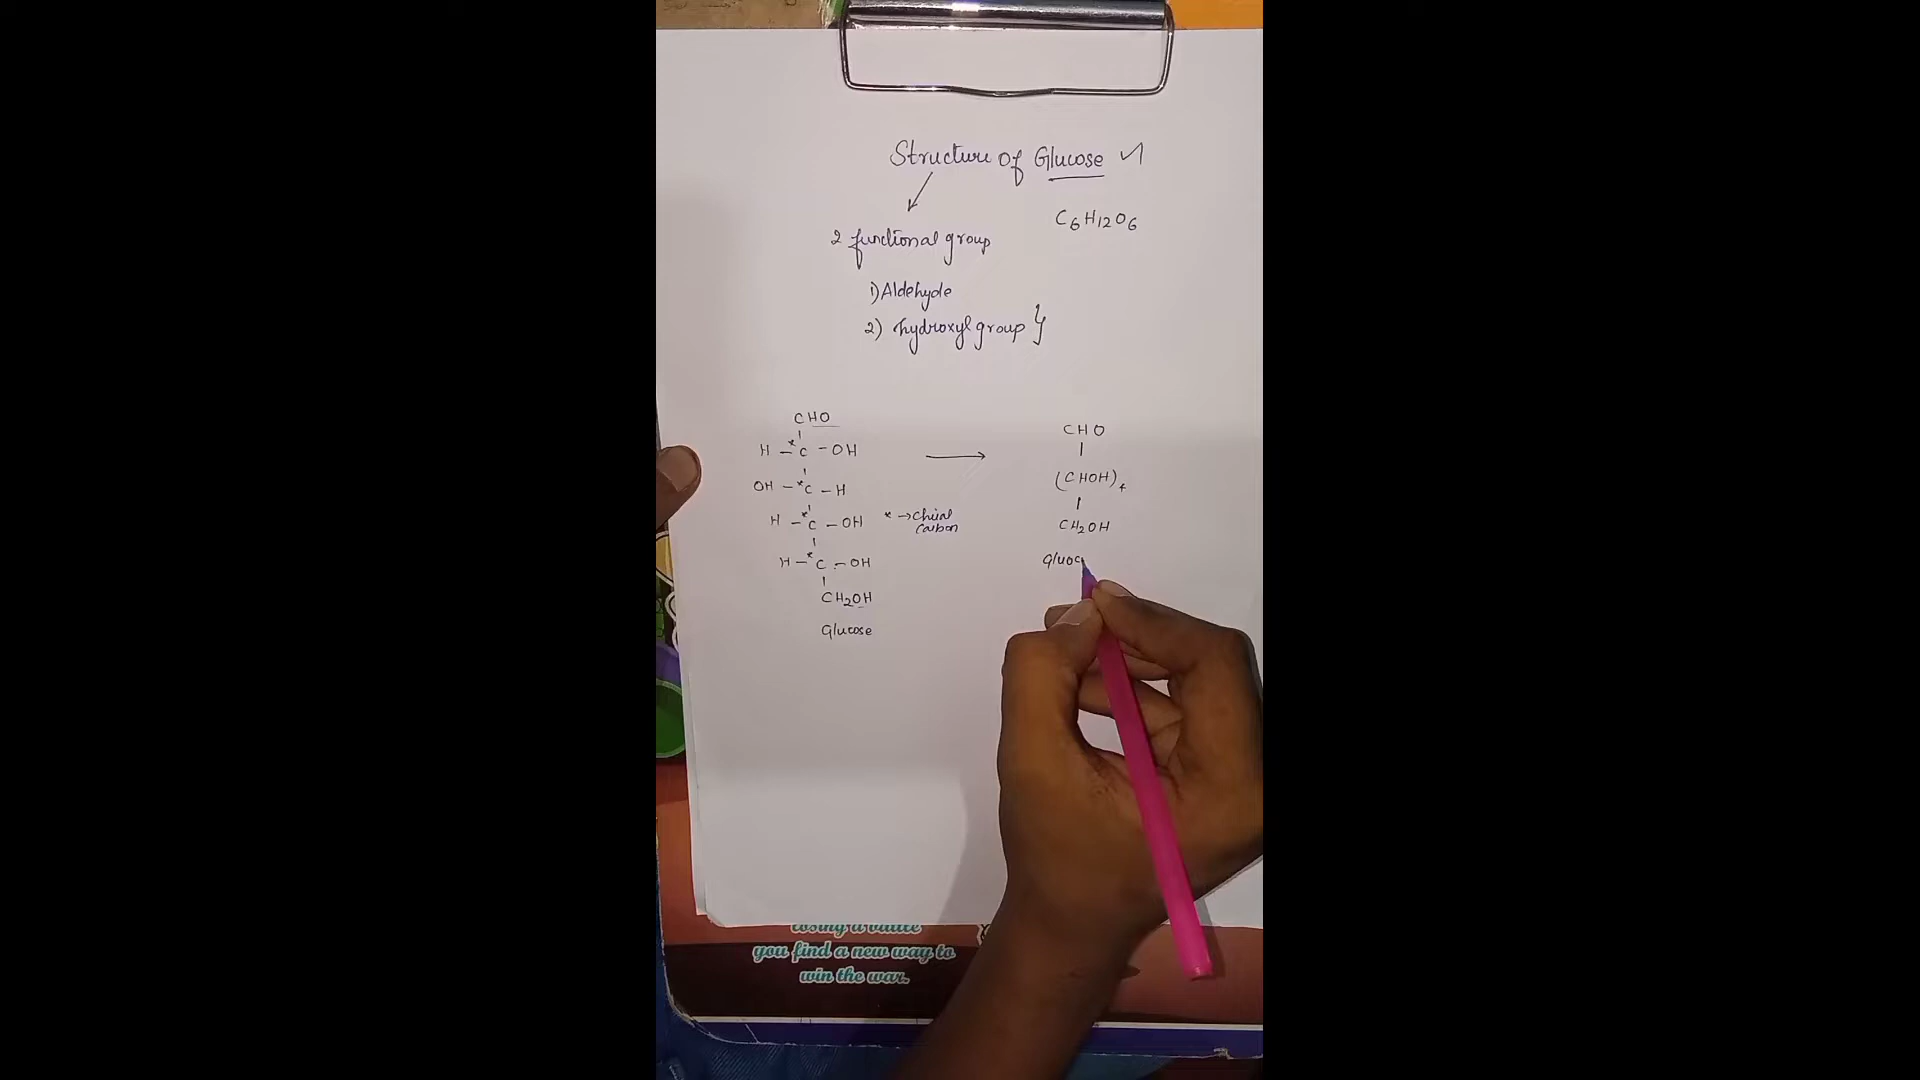 Structure of Glucose
C6H12O6
2 functional group
1) Aldehyde
2) hydroxyl group }
CHO
H - *C - OH
OH - *C - H
H - *C - OH
* → Chiral
Carbon
H - *C - OH
CH2OH
Glucose
→
CHO
(CHOH)4
CH2OH
Gluoc
you find a new way to
win the war.